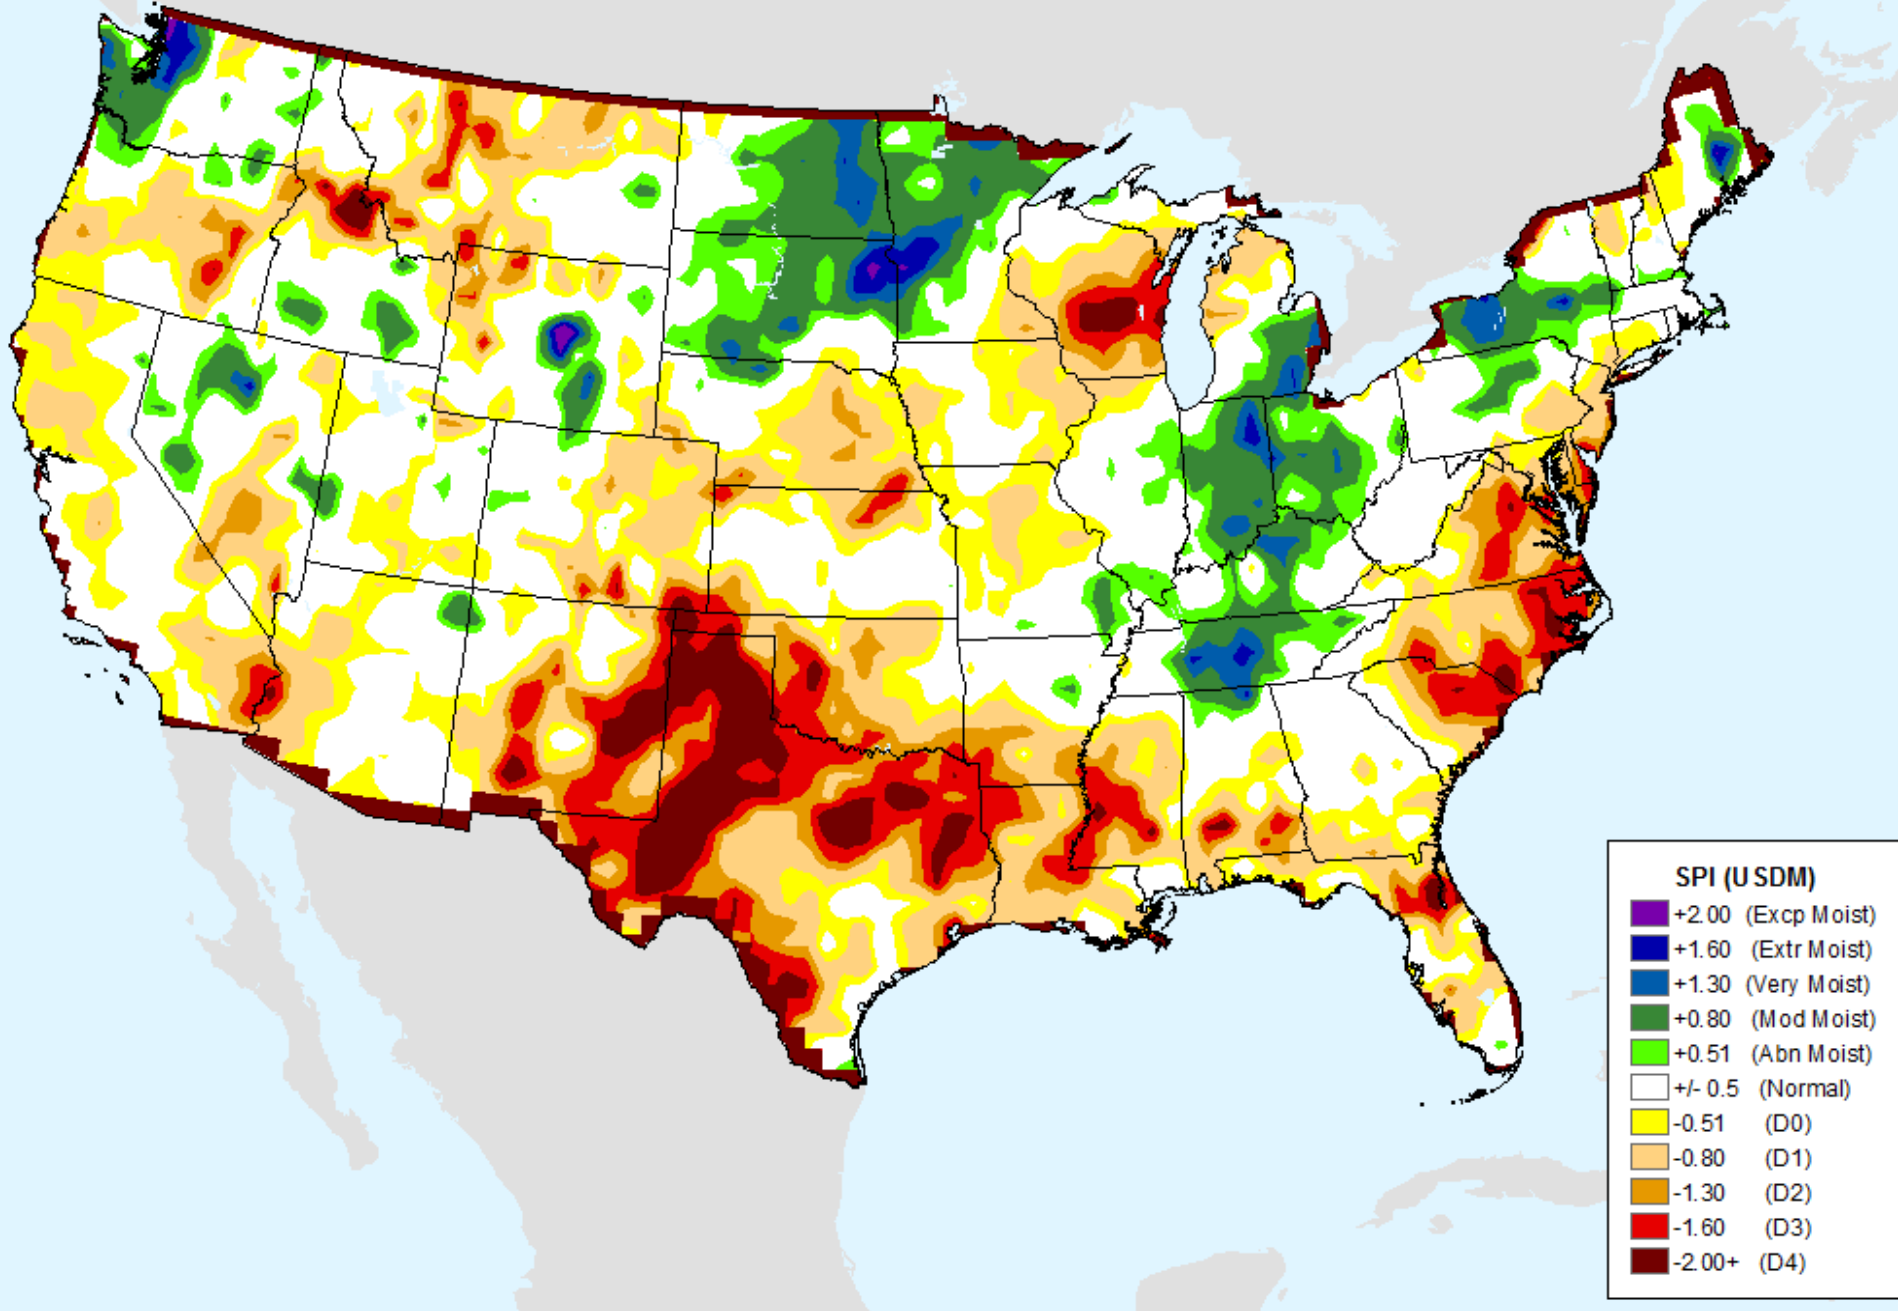 SPI (USDM)
+2.00 (Excp Moist)
+1.60 (Extr Moist)
+1.30 (Very Moist)
+0.80 (Mod Moist)
+0.51 (Abn Moist)
+/- 0.5 (Normal)
-0.51 (D0)
-0.80 (D1)
-1.30 (D2)
-1.60 (D3)
-2.00+ (D4)